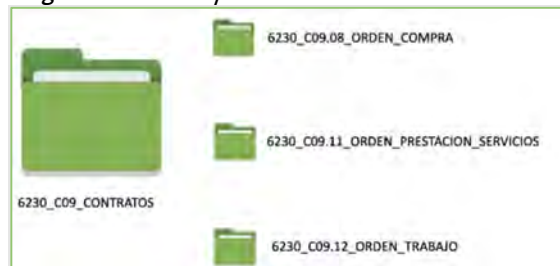 6230_C09.08_ORDEN_COMPRA
6230_C09.11_ORDEN_PRESTACION_SERVICIOS
6230_C09_CONTRATOS
6230_C09.12_ORDEN_TRABAJO